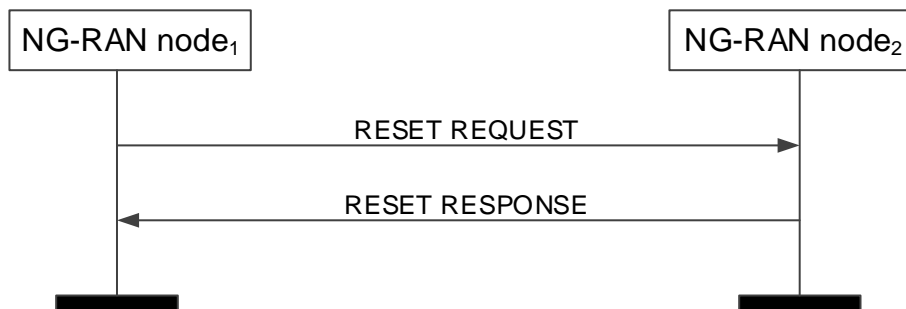 NG-RAN node₁
NG-RAN node₂
RESET REQUEST
RESET RESPONSE